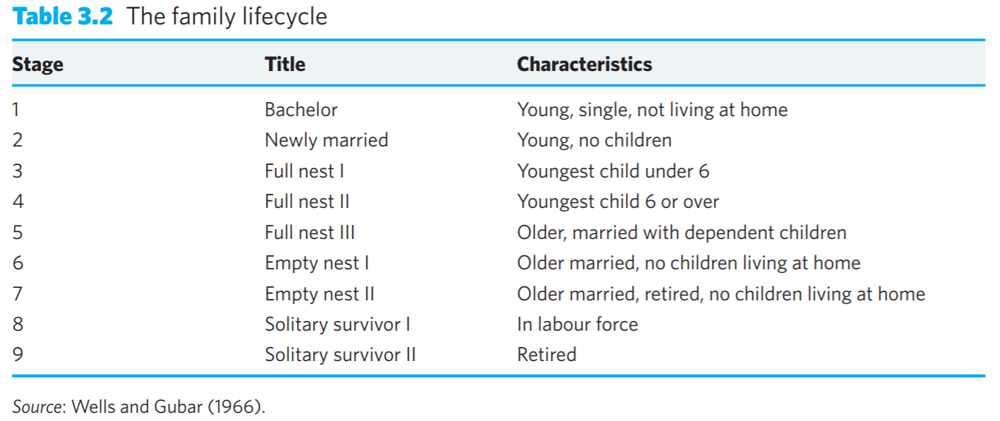 Table 3.2 The family lifecycle
Stage Title Characteristics
1 Bachelor Young, single, not living at home
2 Newly married Young, no children
3 Full nest I Youngest child under 6
4 Full nest II Youngest child 6 or over
5 Full nest III Older, married with dependent children
6 Empty nest I Older married, no children living at home
7 Empty nest II Older married, retired, no children living at home
8 Solitary survivor I In labour force
9 Solitary survivor II Retired
Source: Wells and Gubar (1966).